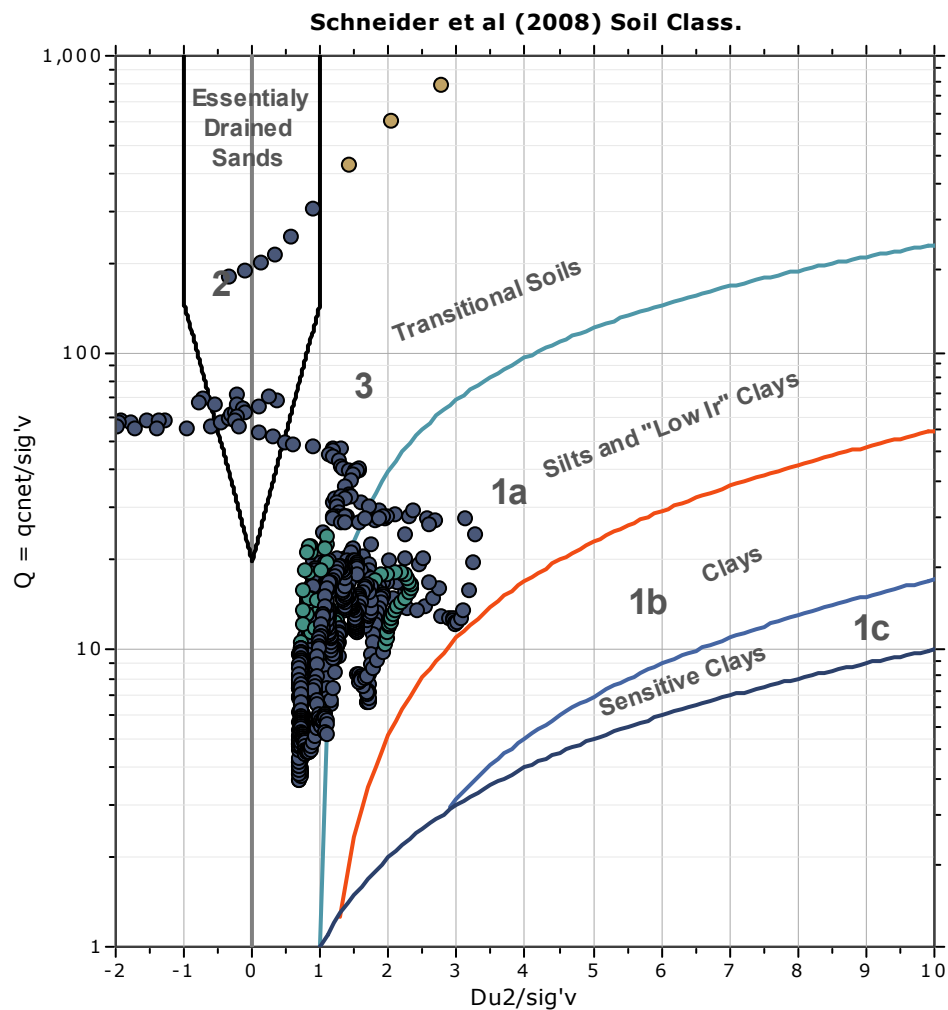 Schneider et al (2008) Soil Class.
1,000
Essentialy
Drained
Sands
2
Transitional Soils
100
3
Silts and "Low Ir" Clays
1a
Clays
1b
1c
10
Sensitive Clays
1
-2 -1 0 1 2 3 4 5 6 7 8 9 10
Du2/sig'v
Q = qcnet/sig'v